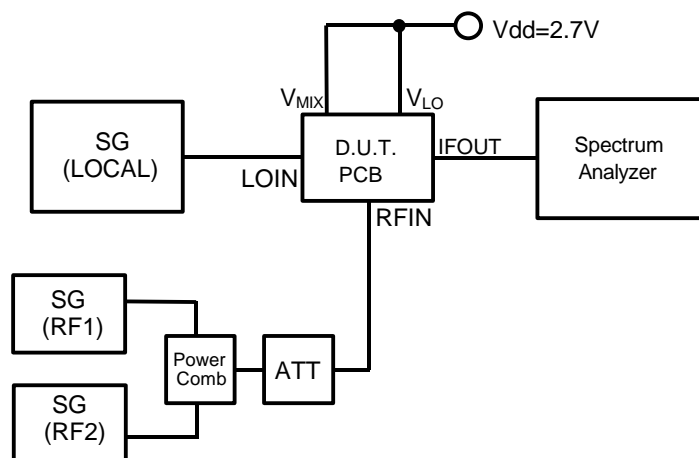 Vdd=2.7V
VMIX
VLO
SG
(LOCAL)
LOIN
D.U.T.
PCB
IFOUT
RFIN
Spectrum
Analyzer
SG
(RF1)
Power
Comb
ATT
SG
(RF2)